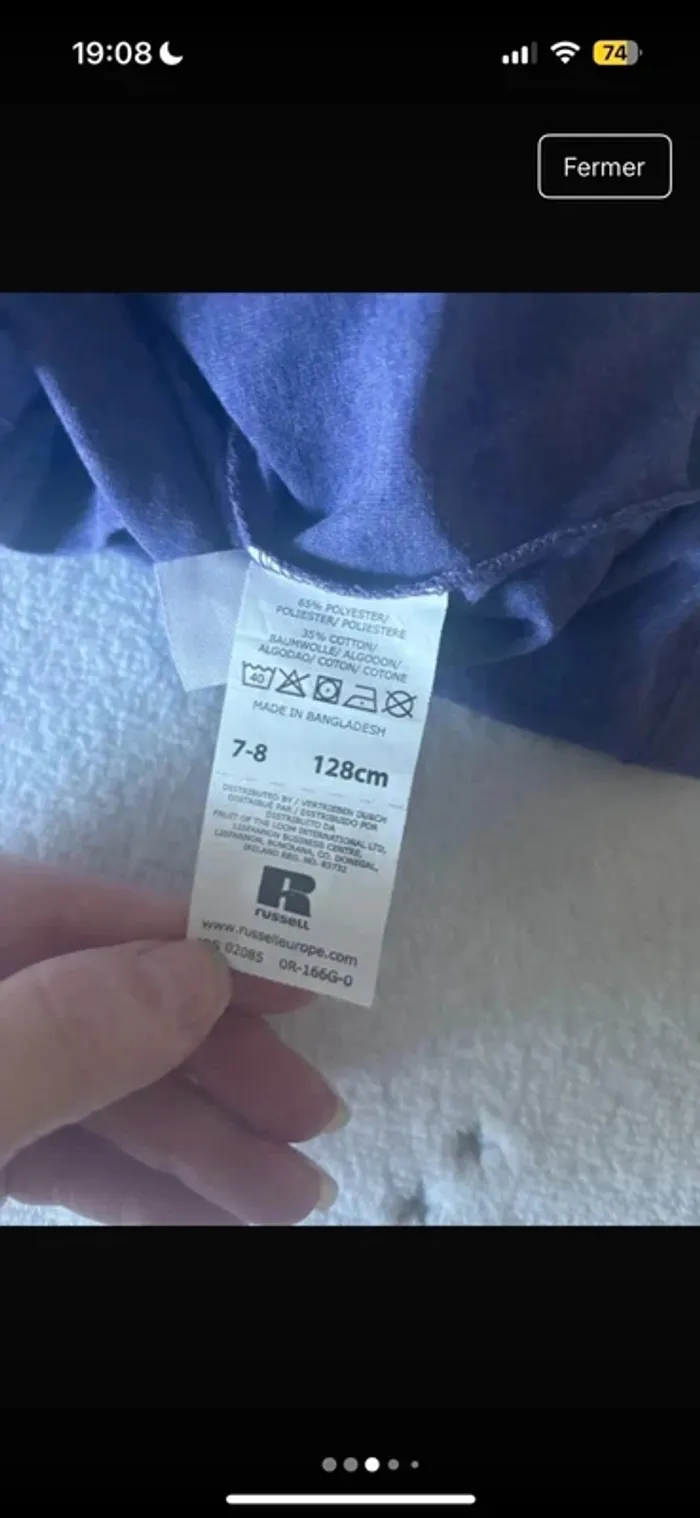 19:08
74
Fermer
65% POLYESTER/
POLIESTER/ POLIESTERE
35% COTTON/
BAUMWOLLE/ ALGODON/
ALGODAO/ COTON/ COTONE
40
MADE IN BANGLADESH
7-8 128cm
DISTRIBUTED BY / VERTRIEBEN DURCH
DISTRIBUÉ PAR / DISTRIBUIDO POR
DISTRIBUITO DA
FRUIT OF THE LOOM INTERNATIONAL LTD,
LISFANNON BUSINESS CENTRE,
LISFANNON, BUNCRANA, CO. DONEGAL,
IRELAND REG. NO. 83731
R
russell
www.russelleurope.com
02085 0R-166G-0